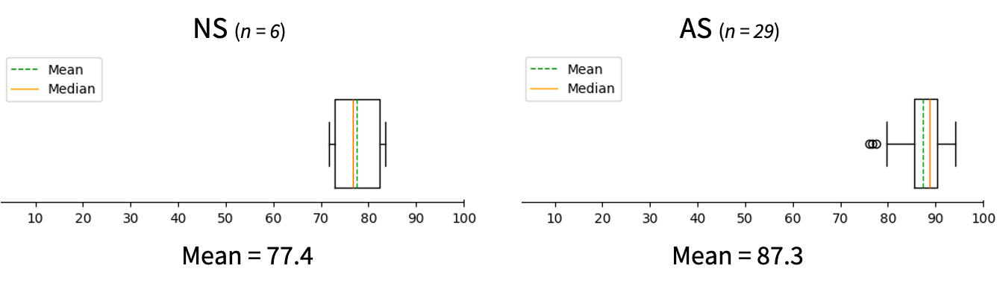 NS (n = 6)
Mean
Median
10 20 30 40 50 60 70 80 90 100
Mean = 77.4
AS (n = 29)
Mean
Median
10 20 30 40 50 60 70 80 90 100
Mean = 87.3